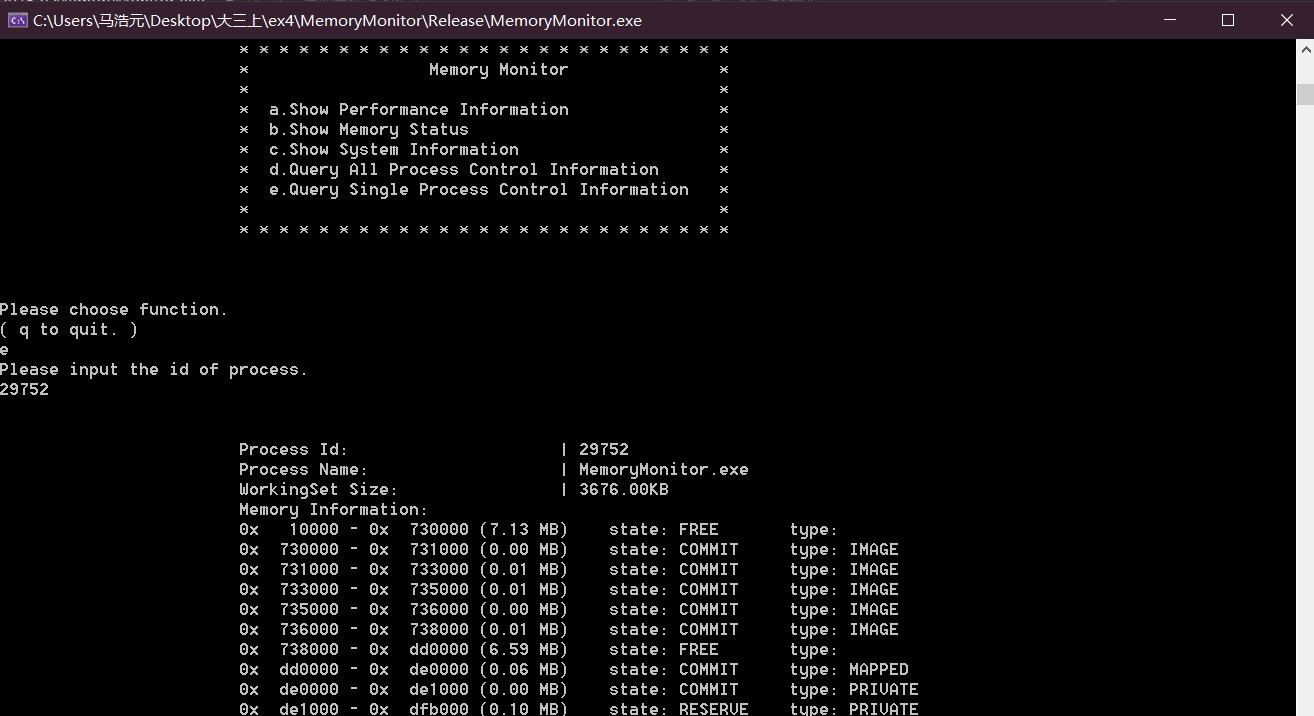 C:\Users\马浩元\Desktop\大三上\ex4\MemoryMonitor\Release\MemoryMonitor.exe
* * * * * * * * * * * * * * * * * * * * * * * * *
* Memory Monitor *
* *
* a.Show Performance Information *
* b.Show Memory Status *
* c.Show System Information *
* d.Query All Process Control Information *
* e.Query Single Process Control Information *
* *
* * * * * * * * * * * * * * * * * * * * * * * * *
Please choose function.
( q to quit. )
e
Please input the id of process.
29752
Process Id: | 29752
Process Name: | MemoryMonitor.exe
WorkingSet Size: | 3676.00KB
Memory Information:
0x 10000 - 0x 730000 (7.13 MB) state: FREE type:
0x 730000 - 0x 731000 (0.00 MB) state: COMMIT type: IMAGE
0x 731000 - 0x 733000 (0.01 MB) state: COMMIT type: IMAGE
0x 733000 - 0x 735000 (0.01 MB) state: COMMIT type: IMAGE
0x 735000 - 0x 736000 (0.00 MB) state: COMMIT type: IMAGE
0x 736000 - 0x 738000 (0.01 MB) state: COMMIT type: IMAGE
0x 738000 - 0x dd0000 (6.59 MB) state: FREE type:
0x dd0000 - 0x de0000 (0.06 MB) state: COMMIT type: MAPPED
0x de0000 - 0x de1000 (0.00 MB) state: COMMIT type: PRIVATE
0x de1000 - 0x dfb000 (0.10 MB) state: RESERVE type: PRIVATE